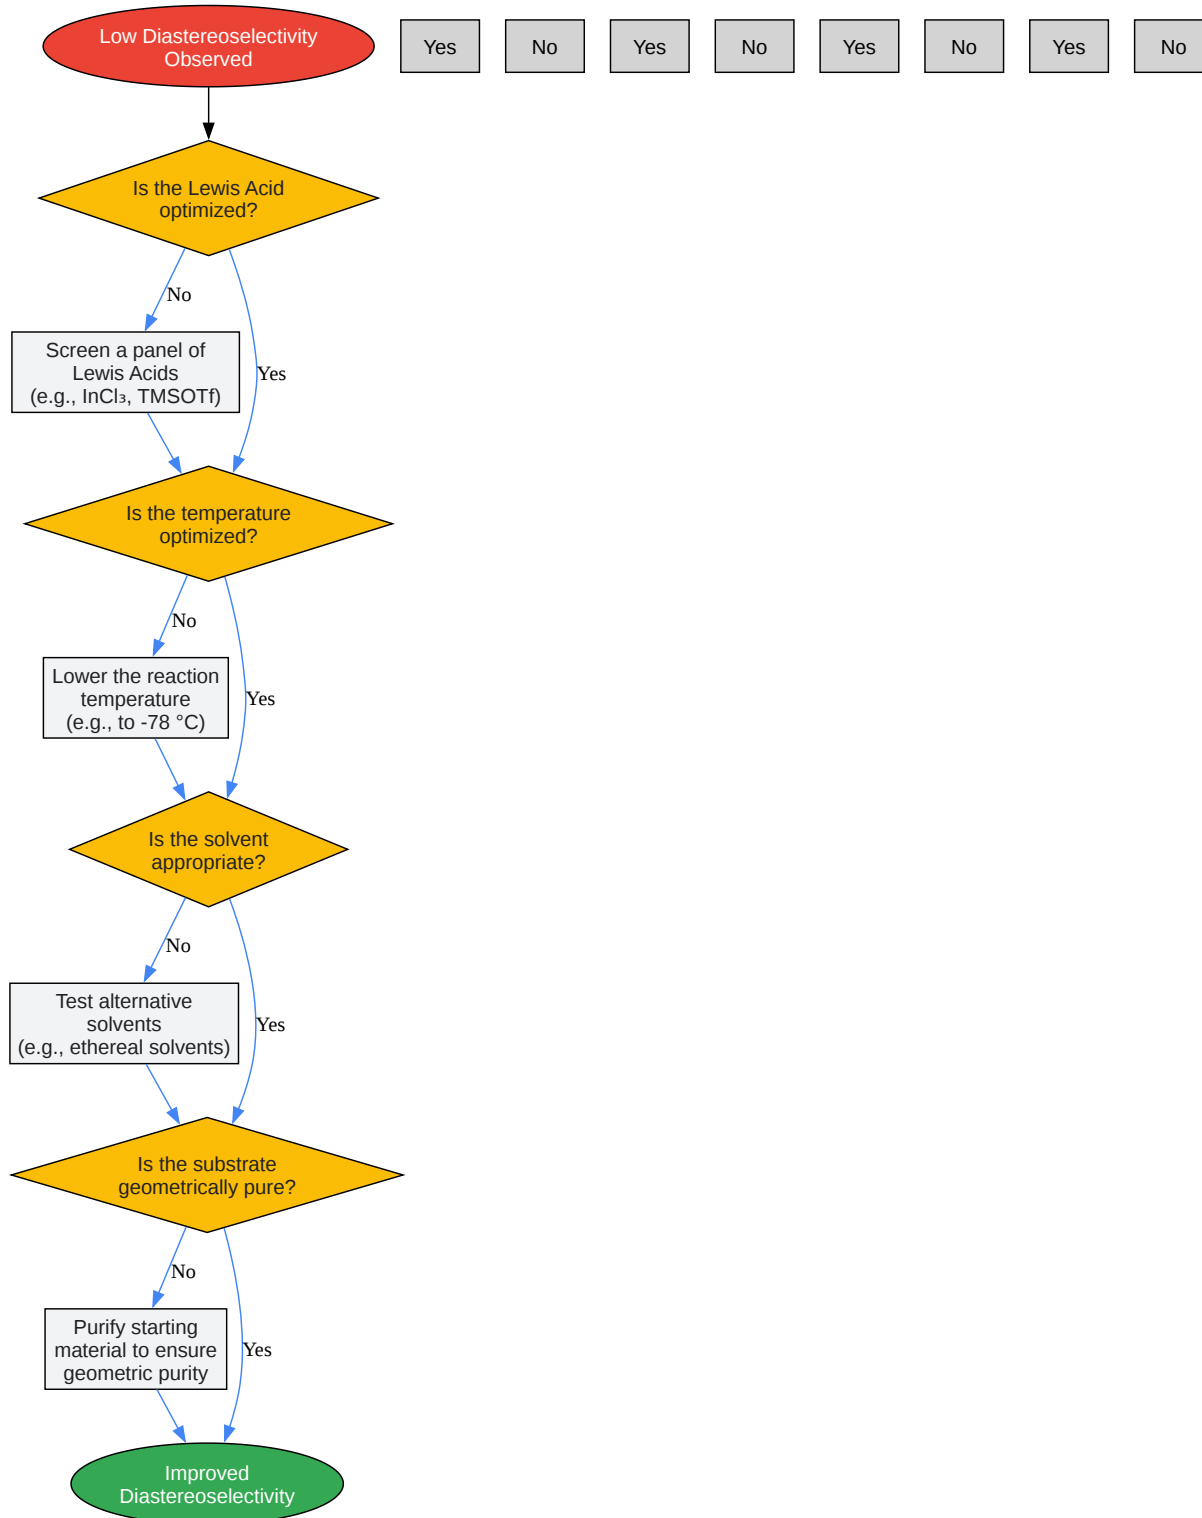 Low Diastereoselectivity
Observed
Yes
No
Yes
No
Yes
No
Yes
No
Is the Lewis Acid
optimized?
No
Screen a panel of
Lewis Acids
(e.g., InCl₃, TMSOTf)
Yes
Is the temperature
optimized?
No
Lower the reaction
temperature
(e.g., to -78 °C)
Yes
Is the solvent
appropriate?
No
Test alternative
solvents
(e.g., ethereal solvents)
Yes
Is the substrate
geometrically pure?
No
Purify starting
material to ensure
geometric purity
Yes
Improved
Diastereoselectivity